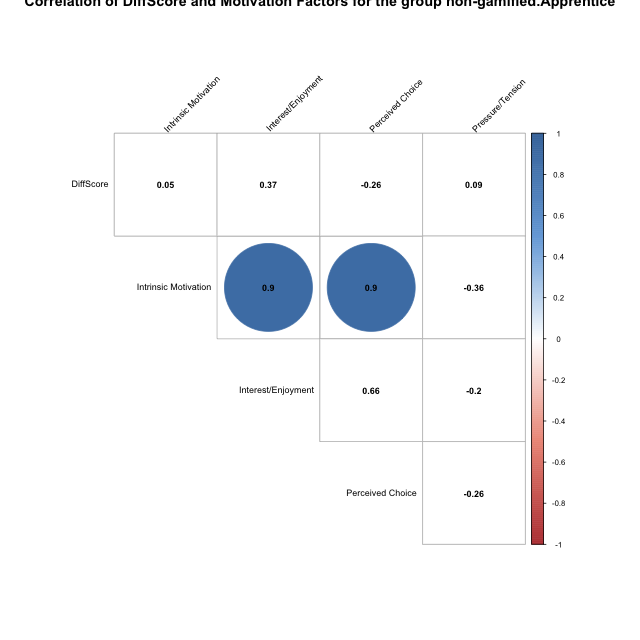 Correlation of DiffScore and Motivation Factors for the group non-gamified.Apprentice
Intrinsic Motivation
Interest/Enjoyment
Perceived Choice
Pressure/Tension
DiffScore 0.05 0.37 -0.26 0.09
Intrinsic Motivation 0.9 0.9 -0.36
Interest/Enjoyment 0.66 -0.2
Perceived Choice -0.26
1
0.8
0.6
0.4
0.2
0
-0.2
-0.4
-0.6
-0.8
-1